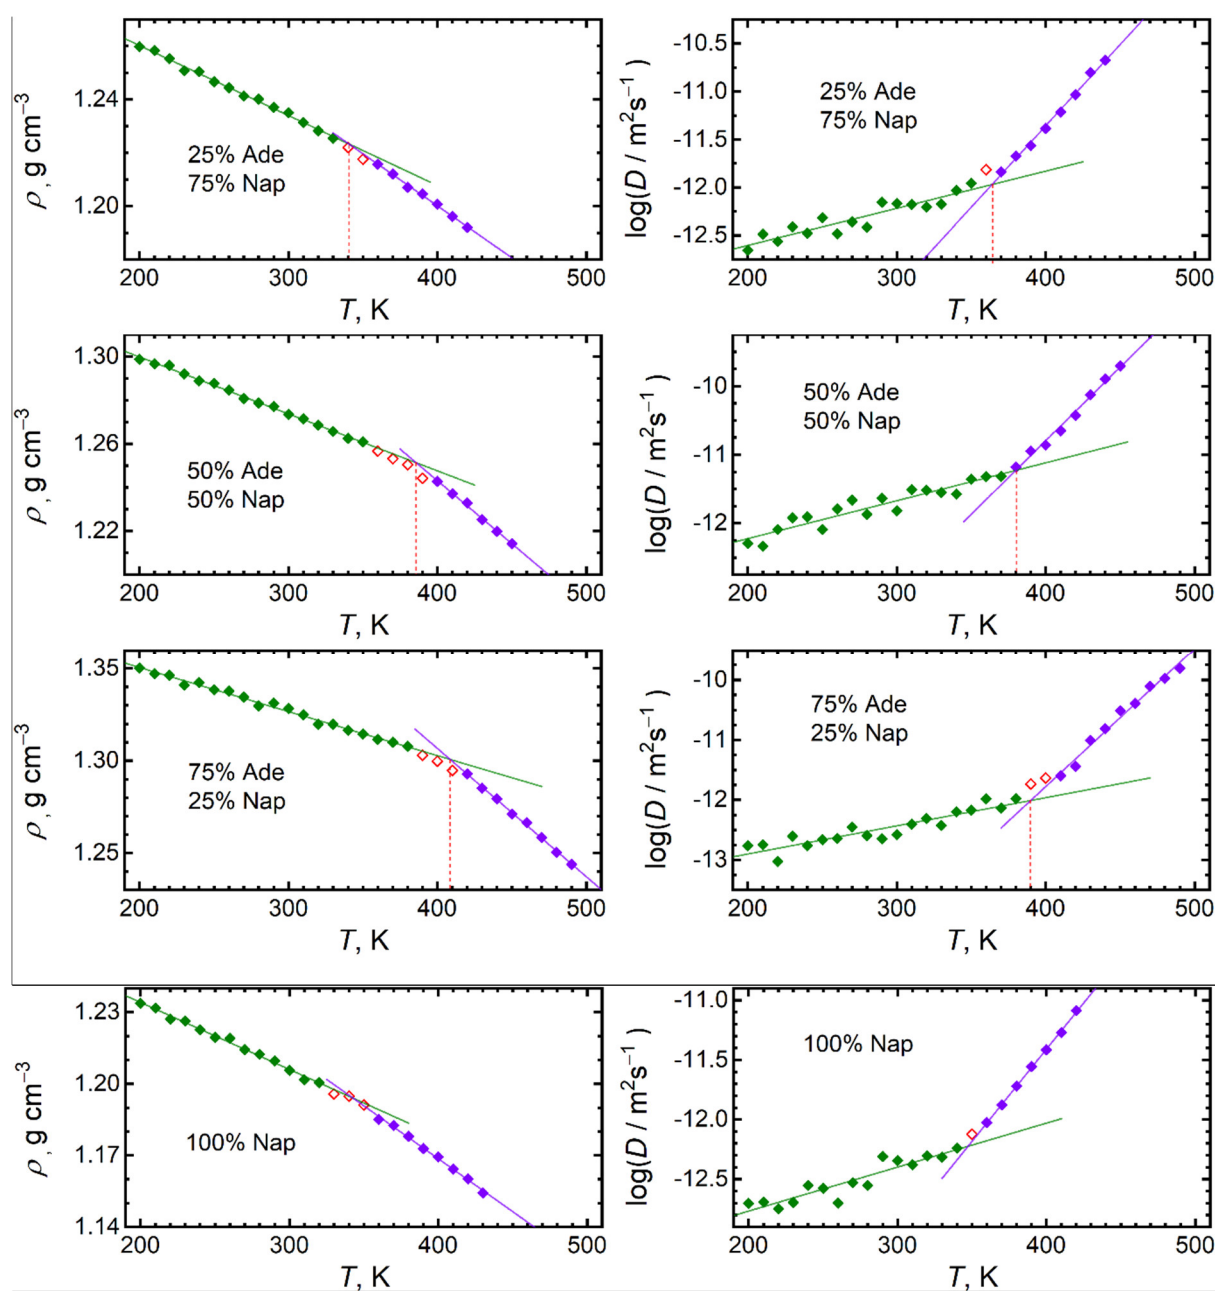 ρ, g cm⁻³
1.24
1.20
25% Ade
75% Nap
200 300 400 500
T, K
log(D / m²s⁻¹)
-10.5
-11.0
-11.5
-12.0
-12.5
25% Ade
75% Nap
200 300 400 500
T, K
ρ, g cm⁻³
1.30
1.26
1.22
50% Ade
50% Nap
200 300 400 500
T, K
log(D / m²s⁻¹)
-10
-11
-12
50% Ade
50% Nap
200 300 400 500
T, K
ρ, g cm⁻³
1.35
1.30
1.25
75% Ade
25% Nap
200 300 400 500
T, K
log(D / m²s⁻¹)
-10
-11
-12
-13
75% Ade
25% Nap
200 300 400 500
T, K
ρ, g cm⁻³
1.23
1.20
1.17
1.14
100% Nap
200 300 400 500
T, K
log(D / m²s⁻¹)
-11.0
-11.5
-12.0
-12.5
100% Nap
200 300 400 500
T, K